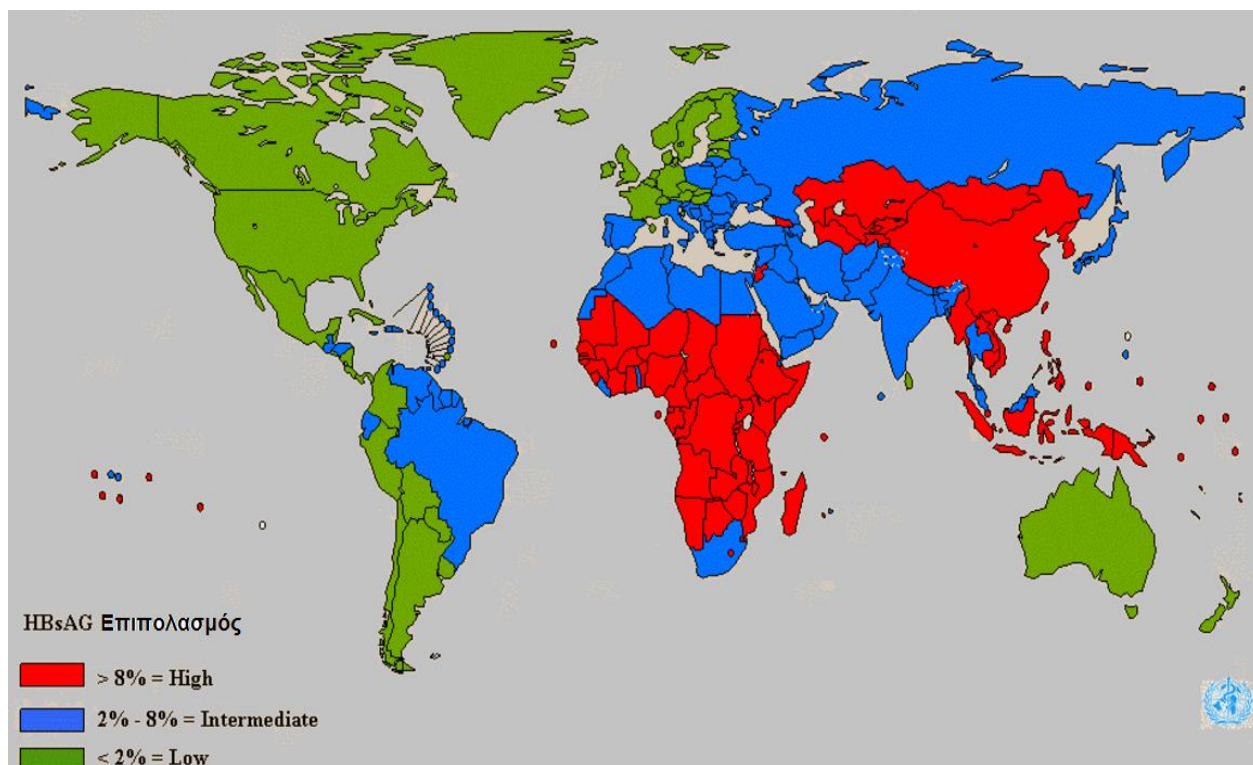 HBsAG Επιπολασμός
> 8% = High
2% - 8% = Intermediate
< 2% = Low